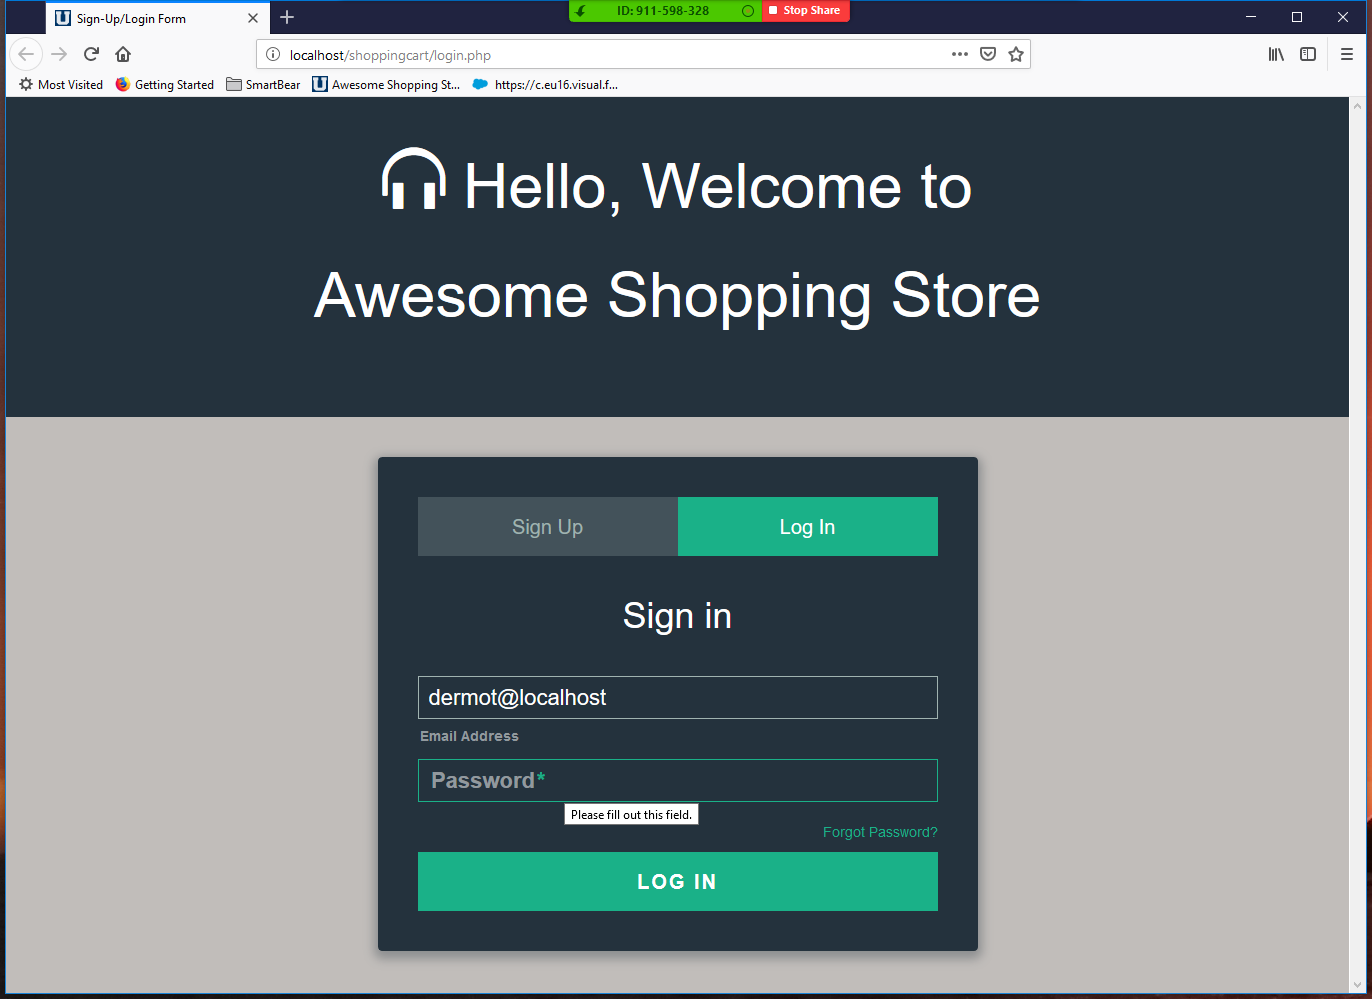 Sign-Up/Login Form
ID: 911-598-328
Stop Share
localhost/shoppingcart/login.php
Most Visited
Getting Started
SmartBear
Awesome Shopping St...
https://c.eu16.visual.f...
Hello, Welcome to
Awesome Shopping Store
Sign Up
Log In
Sign in
dermot@localhost
Email Address
Password*
Please fill out this field.
Forgot Password?
LOG IN